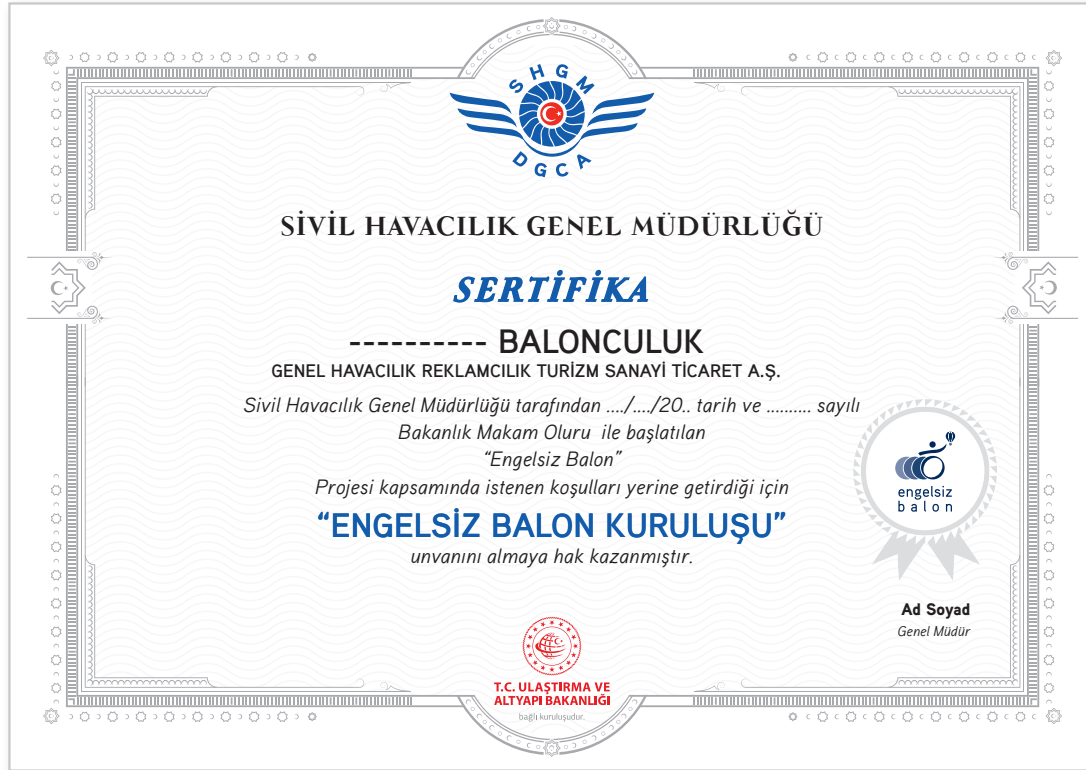 SHGM
DGCA
SİVİL HAVACILIK GENEL MÜDÜRLÜĞÜ
SERTİFİKA
---------- BALONCULUK
GENEL HAVACILIK REKLAMCILIK TURİZM SANAYİ TİCARET A.Ş.
Sivil Havacılık Genel Müdürlüğü tarafından ..../..../20.. tarih ve .......... sayılı
Bakanlık Makam Oluru ile başlatılan
“Engelsiz Balon”
Projesi kapsamında istenen koşulları yerine getirdiği için
“ENGELSİZ BALON KURULUŞU”
unvanını almaya hak kazanmıştır.
engelsiz
balon
Ad Soyad
Genel Müdür
T.C. ULAŞTIRMA VE
ALTYAPI BAKANLIĞI
bağlı kuruluşudur.